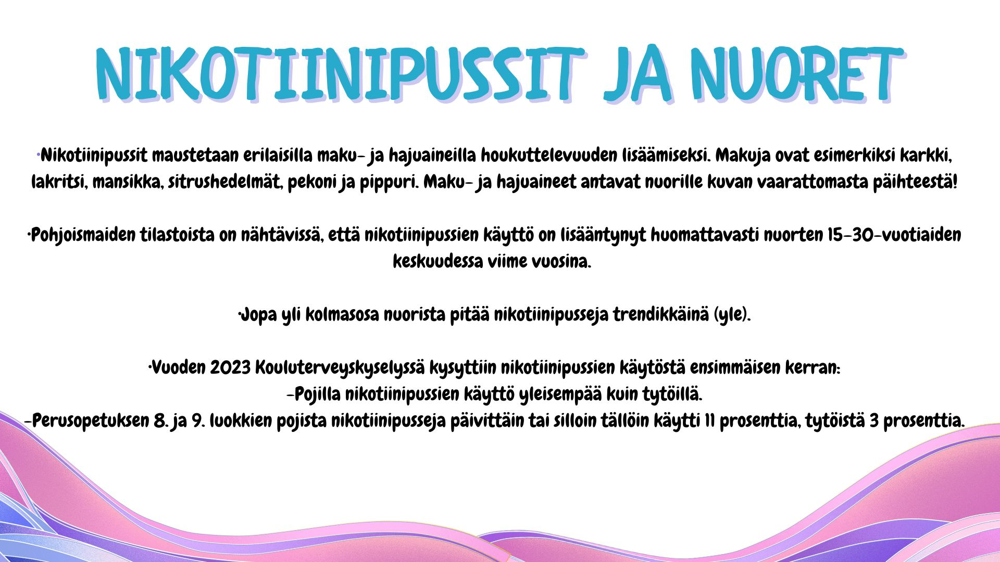 NIKOTIINIPUSSIT JA NUORET
•Nikotiinipussit maustetaan erilaisilla maku- ja hajuaineilla houkuttelevuuden lisäämiseksi. Makuja ovat esimerkiksi karkki,
lakritsi, mansikka, sitrushedelmät, pekoni ja pippuri. Maku- ja hajuaineet antavat nuorille kuvan vaarattomasta päihteestä!
•Pohjoismaiden tilastoista on nähtävissä, että nikotiinipussien käyttö on lisääntynyt huomattavasti nuorten 15-30-vuotiaiden
keskuudessa viime vuosina.
•Jopa yli kolmasosa nuorista pitää nikotiinipusseja trendikkäinä (yle).
•Vuoden 2023 Kouluterveyskyselyssä kysyttiin nikotiinipussien käytöstä ensimmäisen kerran:
-Pojilla nikotiinipussien käyttö yleisempää kuin tytöillä.
-Perusopetuksen 8. ja 9. luokkien pojista nikotiinipusseja päivittäin tai silloin tällöin käytti 11 prosenttia, tytöistä 3 prosenttia.